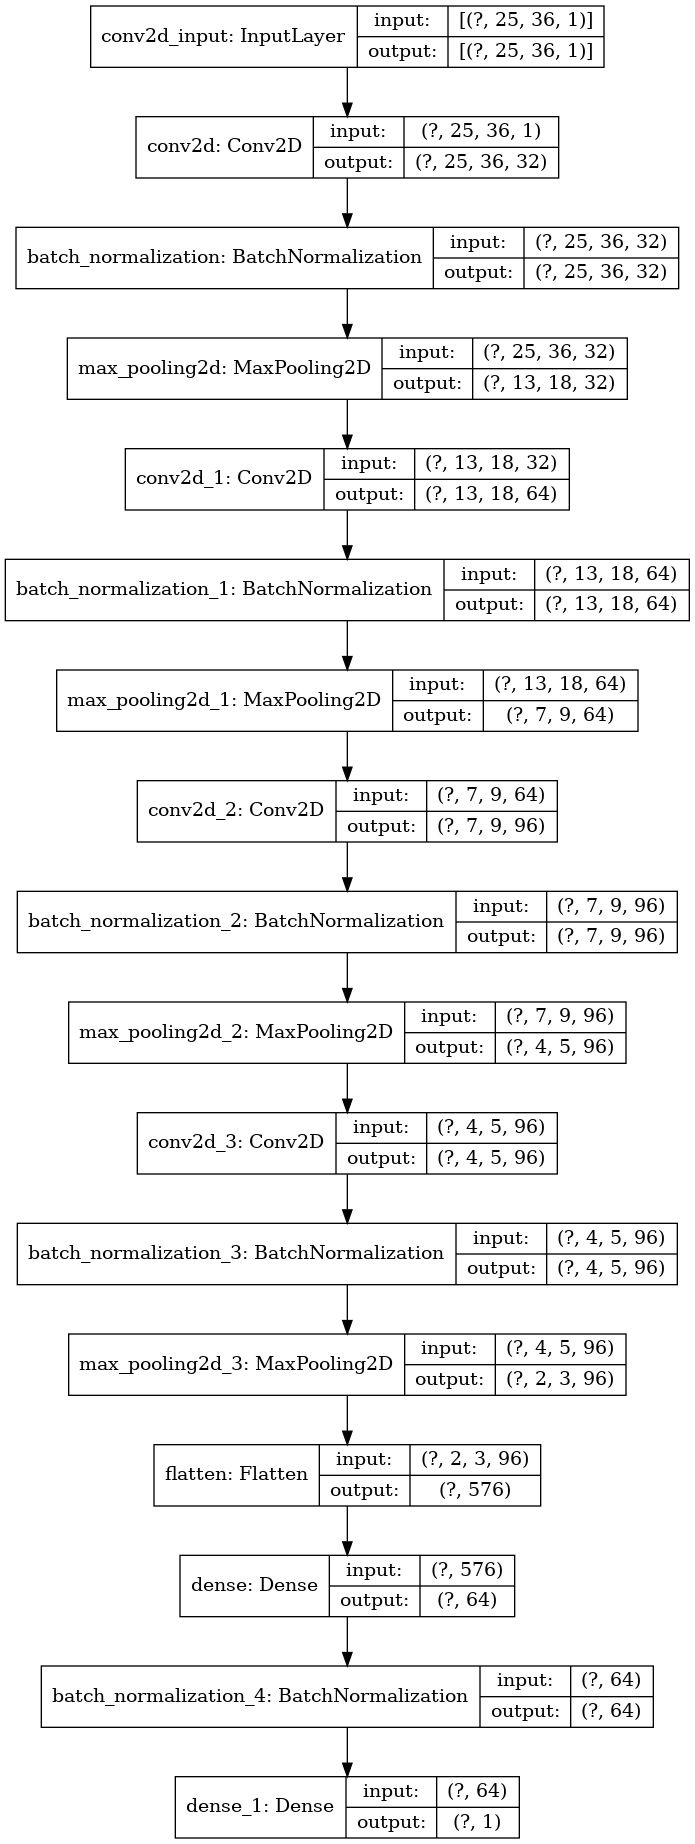 conv2d_input: InputLayer
input: [(?, 25, 36, 1)]
output: [(?, 25, 36, 1)]
conv2d: Conv2D
input: (?, 25, 36, 1)
output: (?, 25, 36, 32)
batch_normalization: BatchNormalization
input: (?, 25, 36, 32)
output: (?, 25, 36, 32)
max_pooling2d: MaxPooling2D
input: (?, 25, 36, 32)
output: (?, 13, 18, 32)
conv2d_1: Conv2D
input: (?, 13, 18, 32)
output: (?, 13, 18, 64)
batch_normalization_1: BatchNormalization
input: (?, 13, 18, 64)
output: (?, 13, 18, 64)
max_pooling2d_1: MaxPooling2D
input: (?, 13, 18, 64)
output: (?, 7, 9, 64)
conv2d_2: Conv2D
input: (?, 7, 9, 64)
output: (?, 7, 9, 96)
batch_normalization_2: BatchNormalization
input: (?, 7, 9, 96)
output: (?, 7, 9, 96)
max_pooling2d_2: MaxPooling2D
input: (?, 7, 9, 96)
output: (?, 4, 5, 96)
conv2d_3: Conv2D
input: (?, 4, 5, 96)
output: (?, 4, 5, 96)
batch_normalization_3: BatchNormalization
input: (?, 4, 5, 96)
output: (?, 4, 5, 96)
max_pooling2d_3: MaxPooling2D
input: (?, 4, 5, 96)
output: (?, 2, 3, 96)
flatten: Flatten
input: (?, 2, 3, 96)
output: (?, 576)
dense: Dense
input: (?, 576)
output: (?, 64)
batch_normalization_4: BatchNormalization
input: (?, 64)
output: (?, 64)
dense_1: Dense
input: (?, 64)
output: (?, 1)